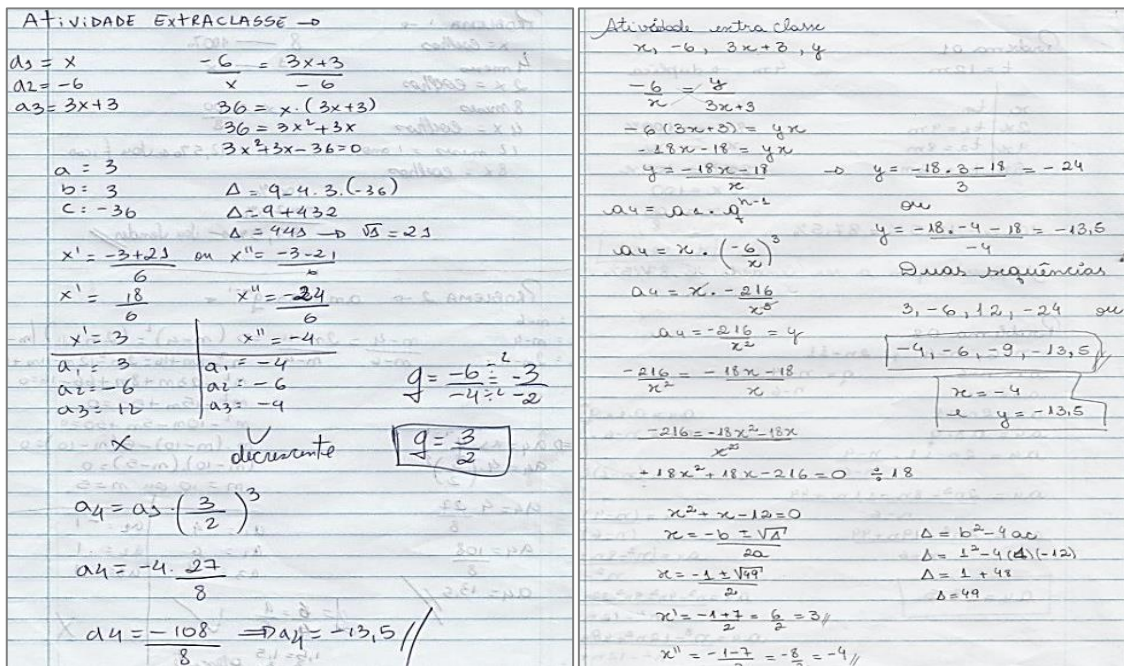 ATIVIDADE EXTRACLASSE →
a1 = x
a2 = -6
a3 = 3x+3
-6/x = 3x+3/-6
36 = x·(3x+3)
36 = 3x²+3x
3x²+3x-36=0
a = 3
b = 3
c = -36
Δ = 9-4.3.(-36)
Δ = 9+432
Δ = 441 → √Δ = 21
x' = -3+21/6 ou x'' = -3-21/6
x' = 18/6 x'' = -24/6
x' = 3 x'' = -4
a1 = 3 a1 = -4
a2 = -6 a2 = -6
a3 = 12 a3 = -4
X decrescente
q = -6÷2/-4÷2 = -3/-2
q = 3/2
a4 = a1·(3/2)³
a4 = -4·27/8
a4 = -108/8 ⇒ a4 = -13,5//
Atividade extra classe
x, -6, 3x+3, y
-6/x = y/3x+3
-6(3x+3) = yx
-18x-18 = yx
y = -18x-18/x → y = -18.3-18/3 = -24
ou
y = -18.-4-18/-4 = -13,5
a4 = a1·q^n-1
a4 = x·(-6/x)³
a4 = x·-216/x³
a4 = -216/x² = y
Duas sequências
3, -6, 12, -24 ou
-4, -6, -9, -13,5//
x = -4
e y = -13,5
-216/x² = -18x-18/x
-216 = -18x²-18x
+18x²+18x-216=0 ÷18
x²+x-12=0
x = -b±√Δ/2a
x = -1±√49/2
Δ = b²-4ac
Δ = 1²-4(1)(-12)
Δ = 1+48
Δ = 49
x' = -1+7/2 = 6/2 = 3//
x'' = -1-7/2 = -8/2 = -4//